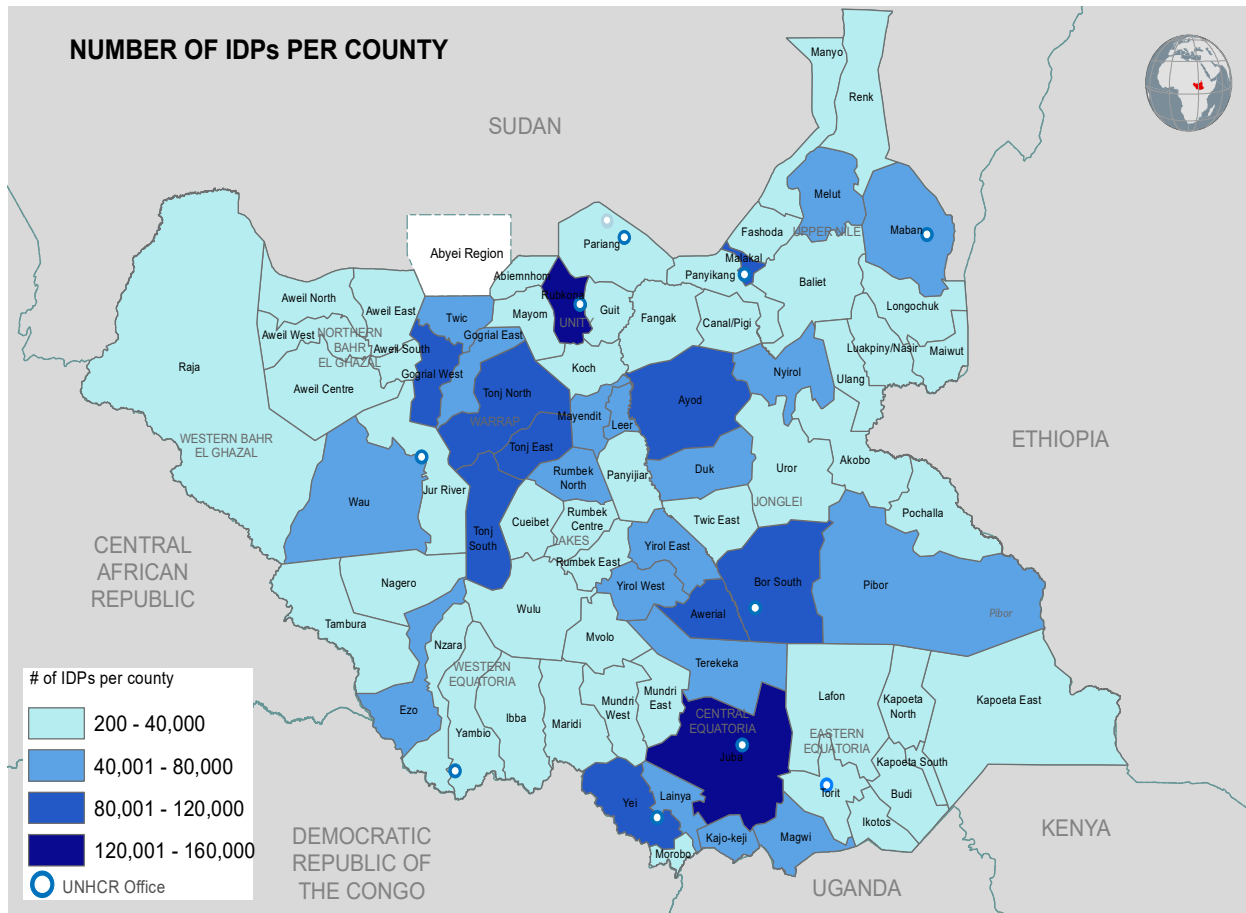 NUMBER OF IDPs PER COUNTY
Manyo
Renk
SUDAN
Melut
Maban
Fashoda
UPPER NILE
Pariang
Abyei Region
Malakal
Abiemnhom
Panyikang
Baliet
Rubkona
Aweil North
Aweil East
Twic
Mayom
Guit
UNITY
Fangak
Canal/Pigi
Longochuk
Aweil West
NORTHERN
BAHR
EL GHAZAL
Aweil South
Gogrial East
Luakpiny/Nasir
Maiwut
Raja
Gogrial West
Koch
Nyirol
Ulang
Aweil Centre
Tonj North
Ayod
Mayendit
Leer
WARRAP
WESTERN BAHR
EL GHAZAL
Tonj East
ETHIOPIA
Rumbek
North
Panyijiar
Duk
Uror
Akobo
Wau
Jur River
JONGLEI
Pochalla
Cueibet
Rumbek
Centre
Twic East
Tonj
South
LAKES
Yirol East
CENTRAL
AFRICAN
REPUBLIC
Rumbek East
Nagero
Yirol West
Bor South
Pibor
Pibor
Wulu
Awerial
Tambura
Mvolo
Nzara
WESTERN
EQUATORIA
Terekeka
Mundri
East
Lafon
Kapoeta
North
Kapoeta East
Ezo
Yambio
Ibba
Maridi
Mundri
West
CENTRAL
EQUATORIA
EASTERN
EQUATORIA
Juba
Kapoeta South
Torit
Budi
Yei
Lainya
Ikotos
Kajo-keji
Magwi
Morobo
KENYA
DEMOCRATIC
REPUBLIC OF
THE CONGO
UGANDA
# of IDPs per county
200 - 40,000
40,001 - 80,000
80,001 - 120,000
120,001 - 160,000
UNHCR Office